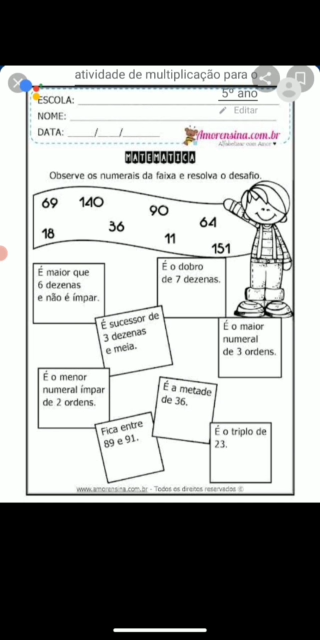 atividade de multiplicação para o
5º ano
Editar
ESCOLA:
NOME:
DATA: ____/____/____
Amorensina.com.br
MATEMÁTICA
Observe os numerais da faixa e resolva o desafio.
69 140 90 64
18 36 11 151
É maior que
6 dezenas
e não é ímpar.
É o dobro
de 7 dezenas.
É sucessor de
3 dezenas
e meia.
É o maior
numeral
de 3 ordens.
É o menor
numeral ímpar
de 2 ordens.
É a metade
de 36.
Fica entre
89 e 91.
É o triplo de
23.
www.amorensina.com.br - Todos os direitos reservados ©